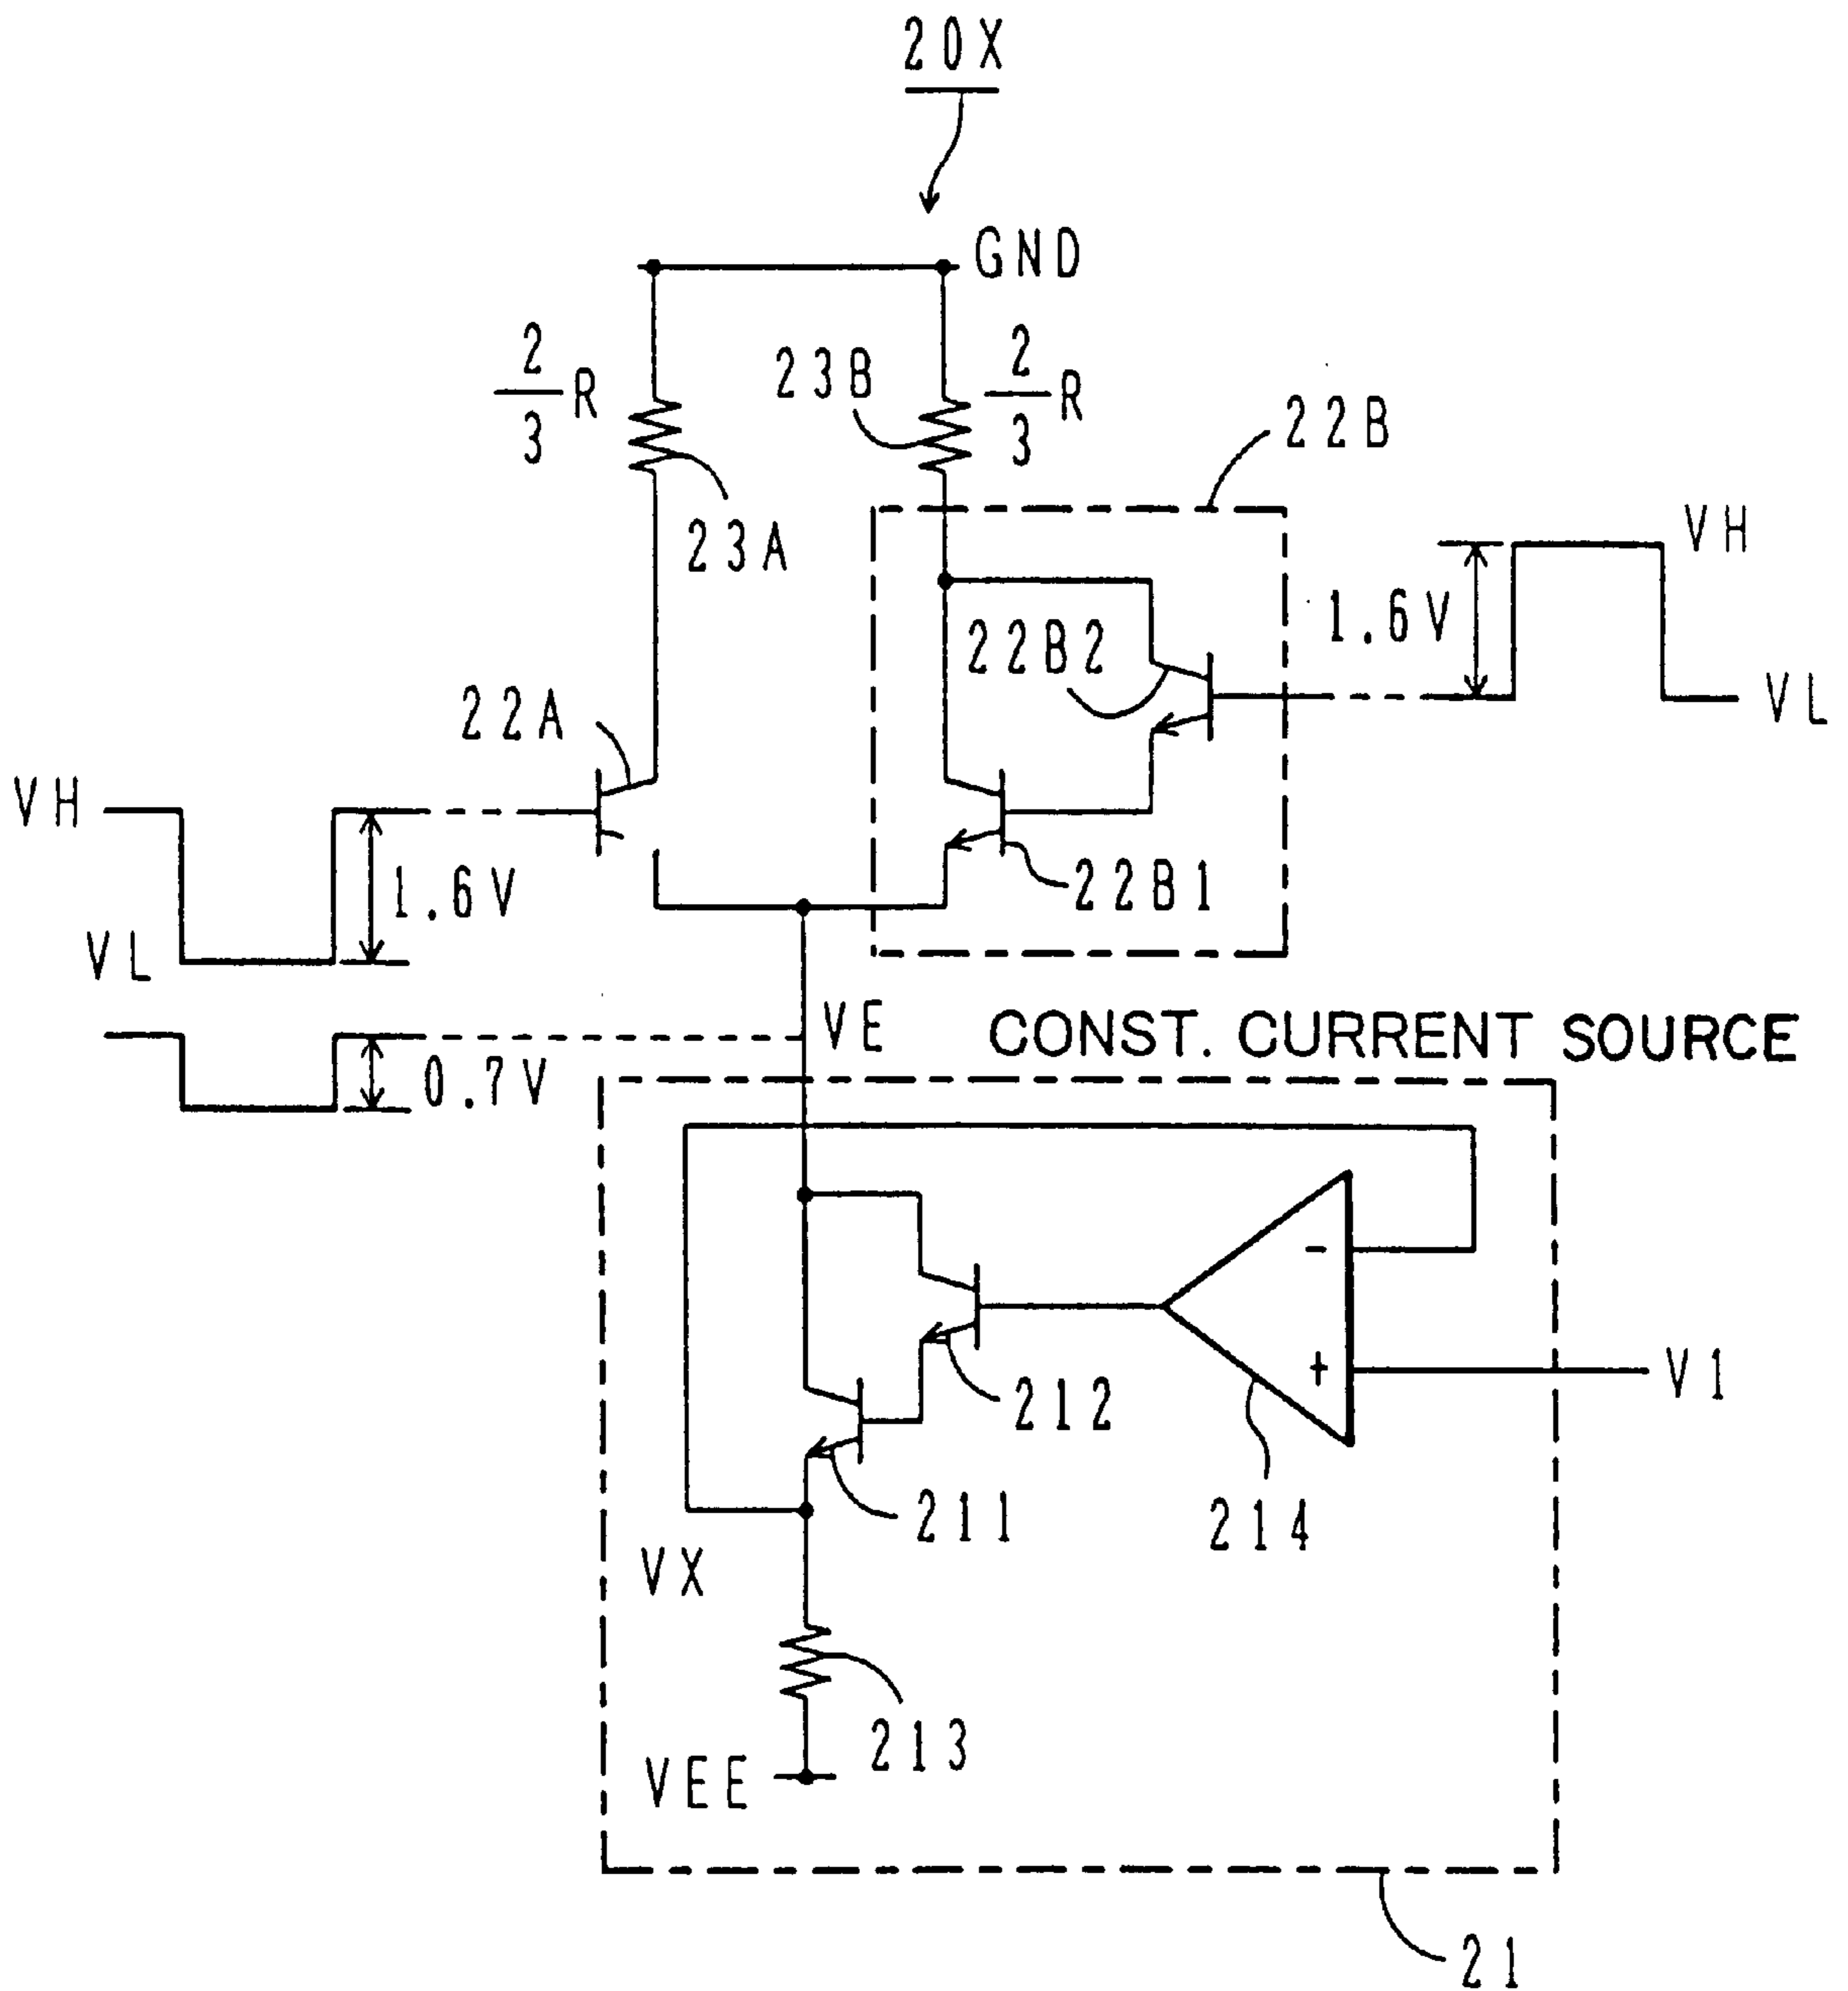 20X
GND
2/3 R
23B
2/3 R
22B
23A
VH
1.6V
22B2
VL
22A
VH
1.6V
22B1
VL
VE
CONST. CURRENT SOURCE
0.7V
-
+
V1
212
211
214
VX
213
VEE
21